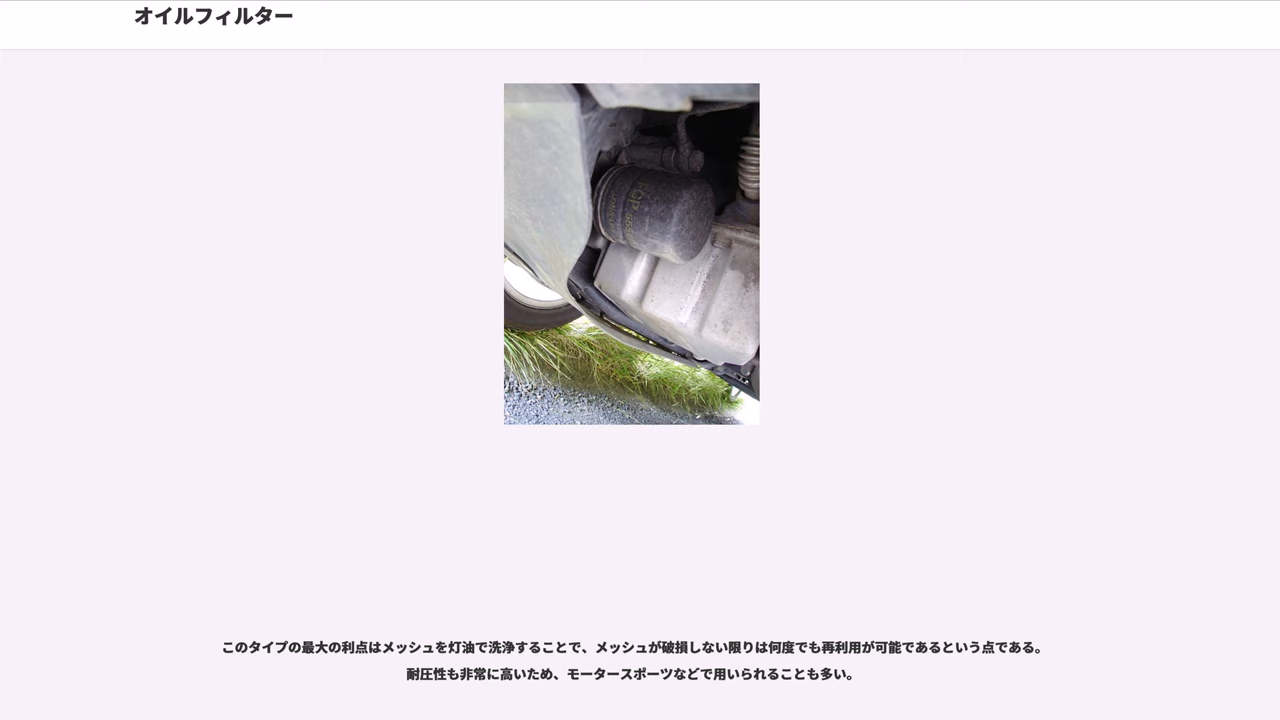 オイルフィルター
FGP
このタイプの最大の利点はメッシュを灯油で洗浄することで、メッシュが破損しない限りは何度でも再利用が可能であるという点である。
耐圧性も非常に高いため、モータースポーツなどで用いられることも多い。